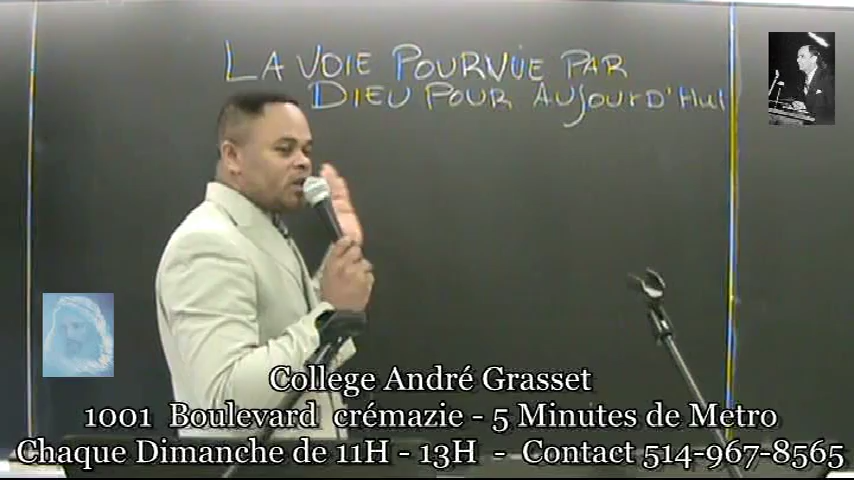 LA VOIE POURVUE PAR
DIEU POUR AUJOURD'HUI
College André Grasset
1001 Boulevard crémazie - 5 Minutes de Metro
Chaque Dimanche de 11H - 13H - Contact 514-967-8565